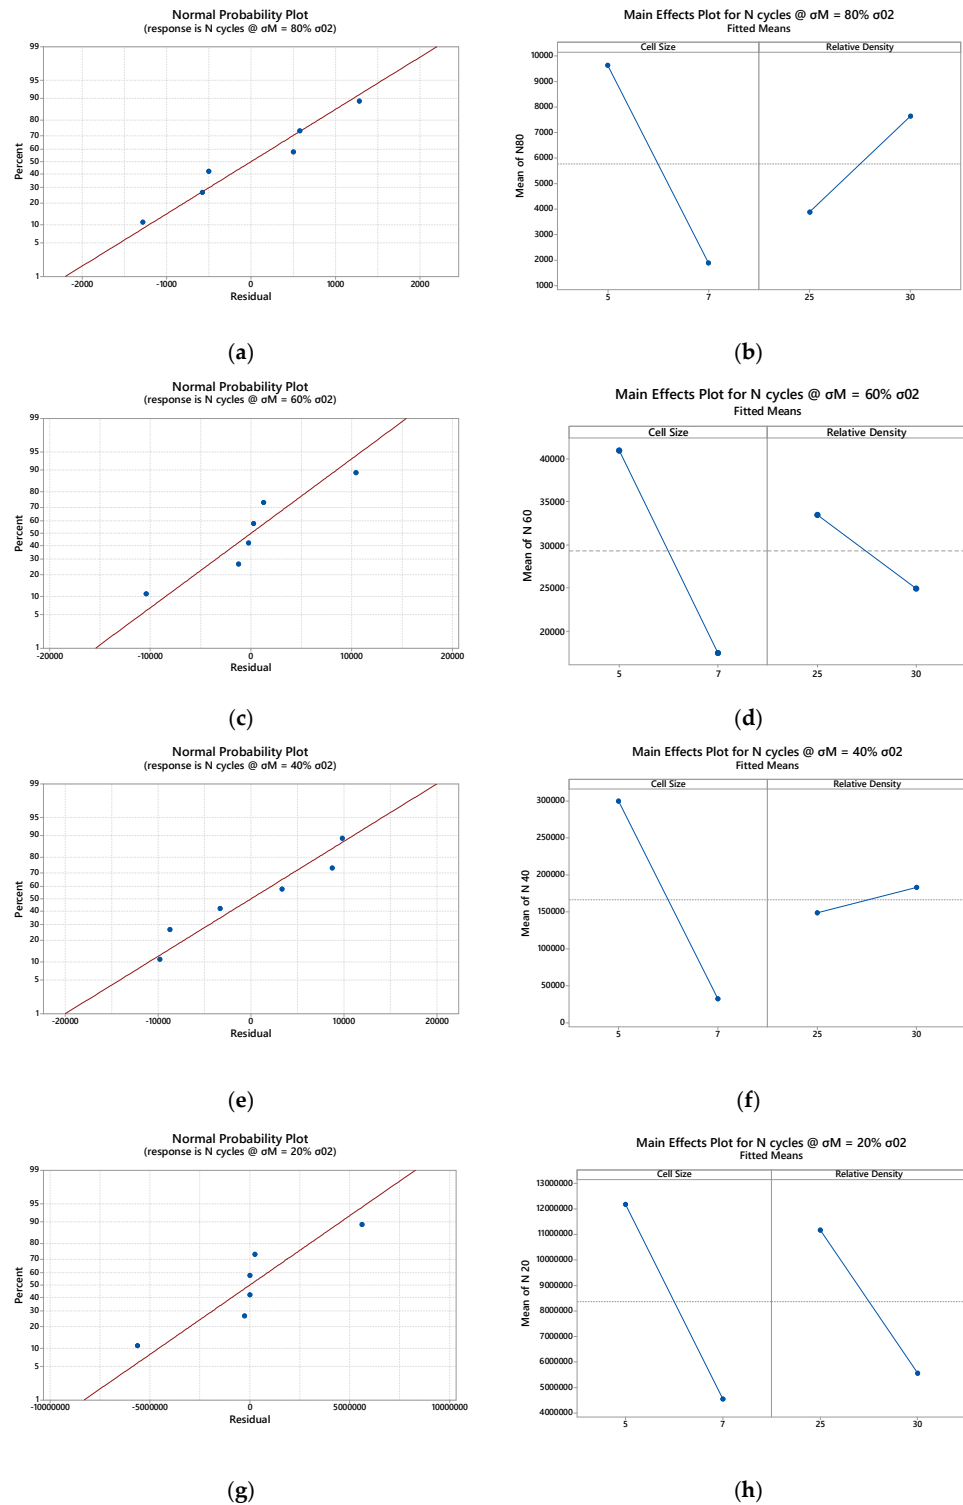 Normal Probability Plot
(response is N cycles @ σM = 80% σ02)
99
95
90
80
70
60
50
40
30
20
10
5
1
Percent
-2000
-1000
0
1000
2000
Residual
(a)
Main Effects Plot for N cycles @ σM = 80% σ02
Fitted Means
Cell Size
Relative Density
10000
9000
8000
7000
6000
5000
4000
3000
2000
1000
Mean of N80
5
7
25
30
(b)
Normal Probability Plot
(response is N cycles @ σM = 60% σ02)
99
95
90
80
70
60
50
40
30
20
10
5
1
Percent
-20000
-10000
0
10000
20000
Residual
(c)
Main Effects Plot for N cycles @ σM = 60% σ02
Fitted Means
Cell Size
Relative Density
40000
35000
30000
25000
20000
Mean of N 60
5
7
25
30
(d)
Normal Probability Plot
(response is N cycles @ σM = 40% σ02)
99
95
90
80
70
60
50
40
30
20
10
5
1
Percent
-20000
-10000
0
10000
20000
Residual
(e)
Main Effects Plot for N cycles @ σM = 40% σ02
Fitted Means
Cell Size
Relative Density
300000
250000
200000
150000
100000
50000
0
Mean of N 40
5
7
25
30
(f)
Normal Probability Plot
(response is N cycles @ σM = 20% σ02)
99
95
90
80
70
60
50
40
30
20
10
5
1
Percent
-10000000
-5000000
0
5000000
10000000
Residual
(g)
Main Effects Plot for N cycles @ σM = 20% σ02
Fitted Means
Cell Size
Relative Density
13000000
12000000
11000000
10000000
9000000
8000000
7000000
6000000
5000000
4000000
Mean of N 20
5
7
25
30
(h)